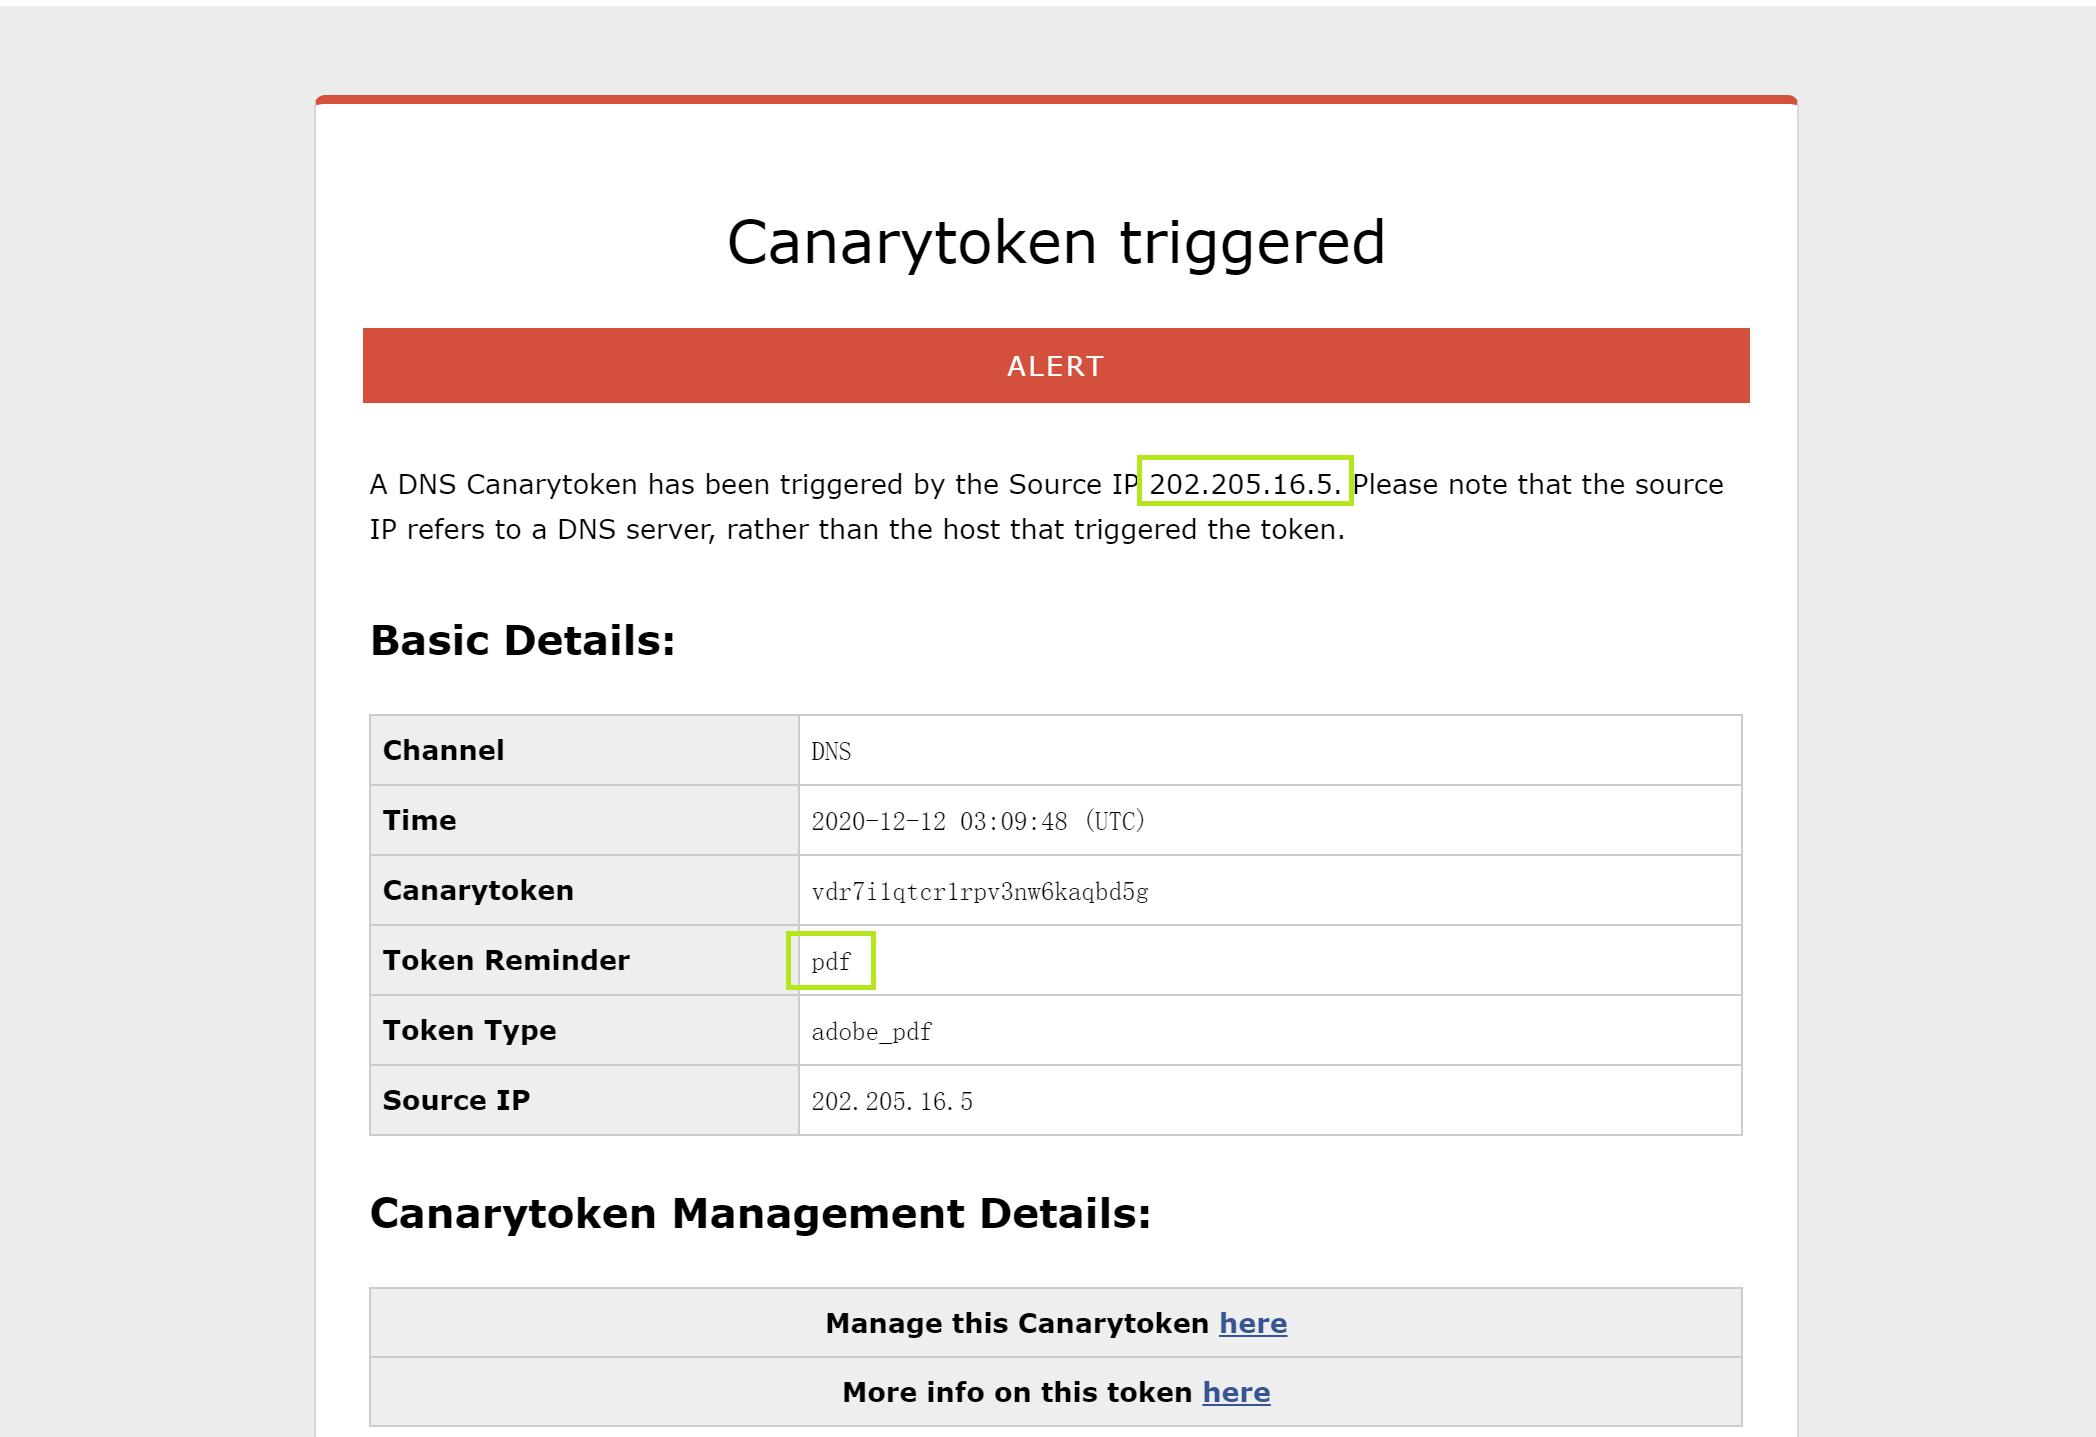 Canarytoken triggered
ALERT
A DNS Canarytoken has been triggered by the Source IP 202.205.16.5. Please note that the source
IP refers to a DNS server, rather than the host that triggered the token.
Basic Details:
Channel DNS
Time 2020-12-12 03:09:48 (UTC)
Canarytoken vdr7i1qtcr1rpv3nw6kaqbd5g
Token Reminder pdf
Token Type adobe_pdf
Source IP 202.205.16.5
Canarytoken Management Details:
Manage this Canarytoken here
More info on this token here